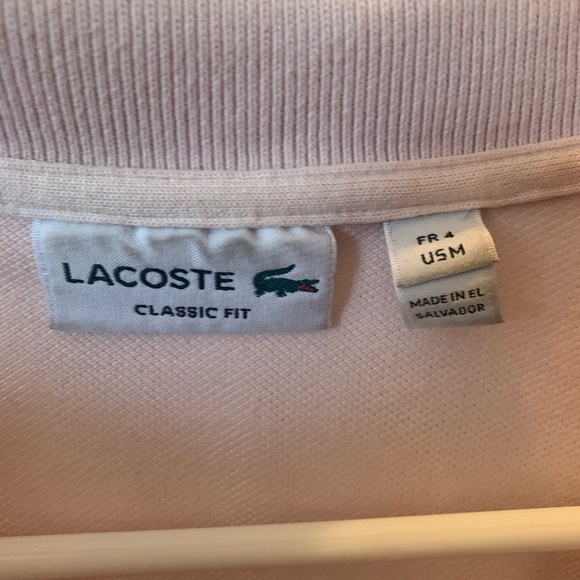 LACOSTE
CLASSIC FIT
FR 4
US M
MADE IN EL
SALVADOR